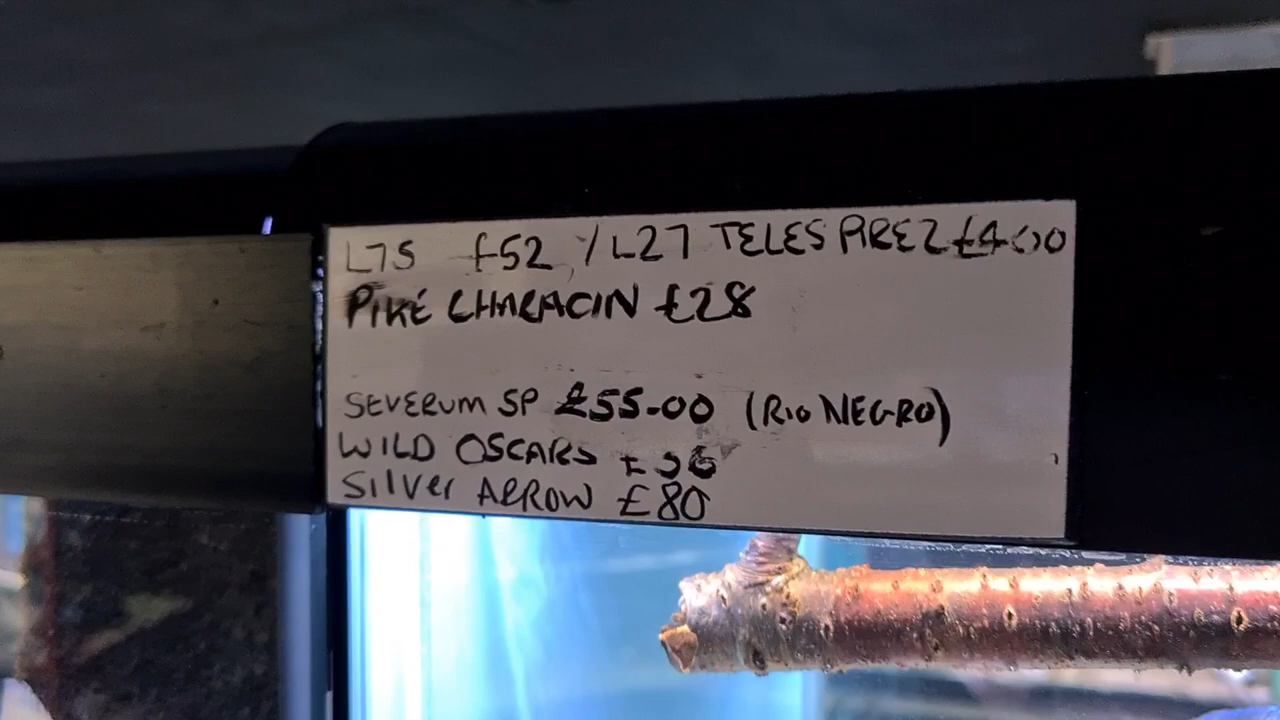 L75 £52 / L27 TELES PIREZ
PIKE CHARACIN £28
SEVERUM SP £55-00 (RIO NEGRO)
WILD OSCARS
Silver ARROW £80